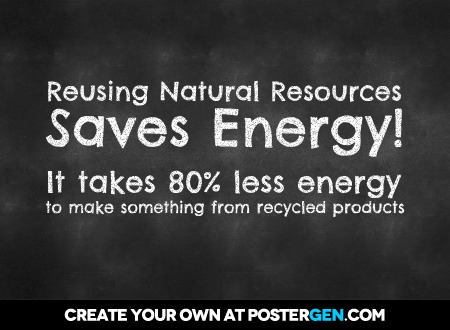 Reusing Natural Resources
Saves Energy!
It takes 80% less energy
to make something from recycled products
CREATE YOUR OWN AT POSTERGEN.COM